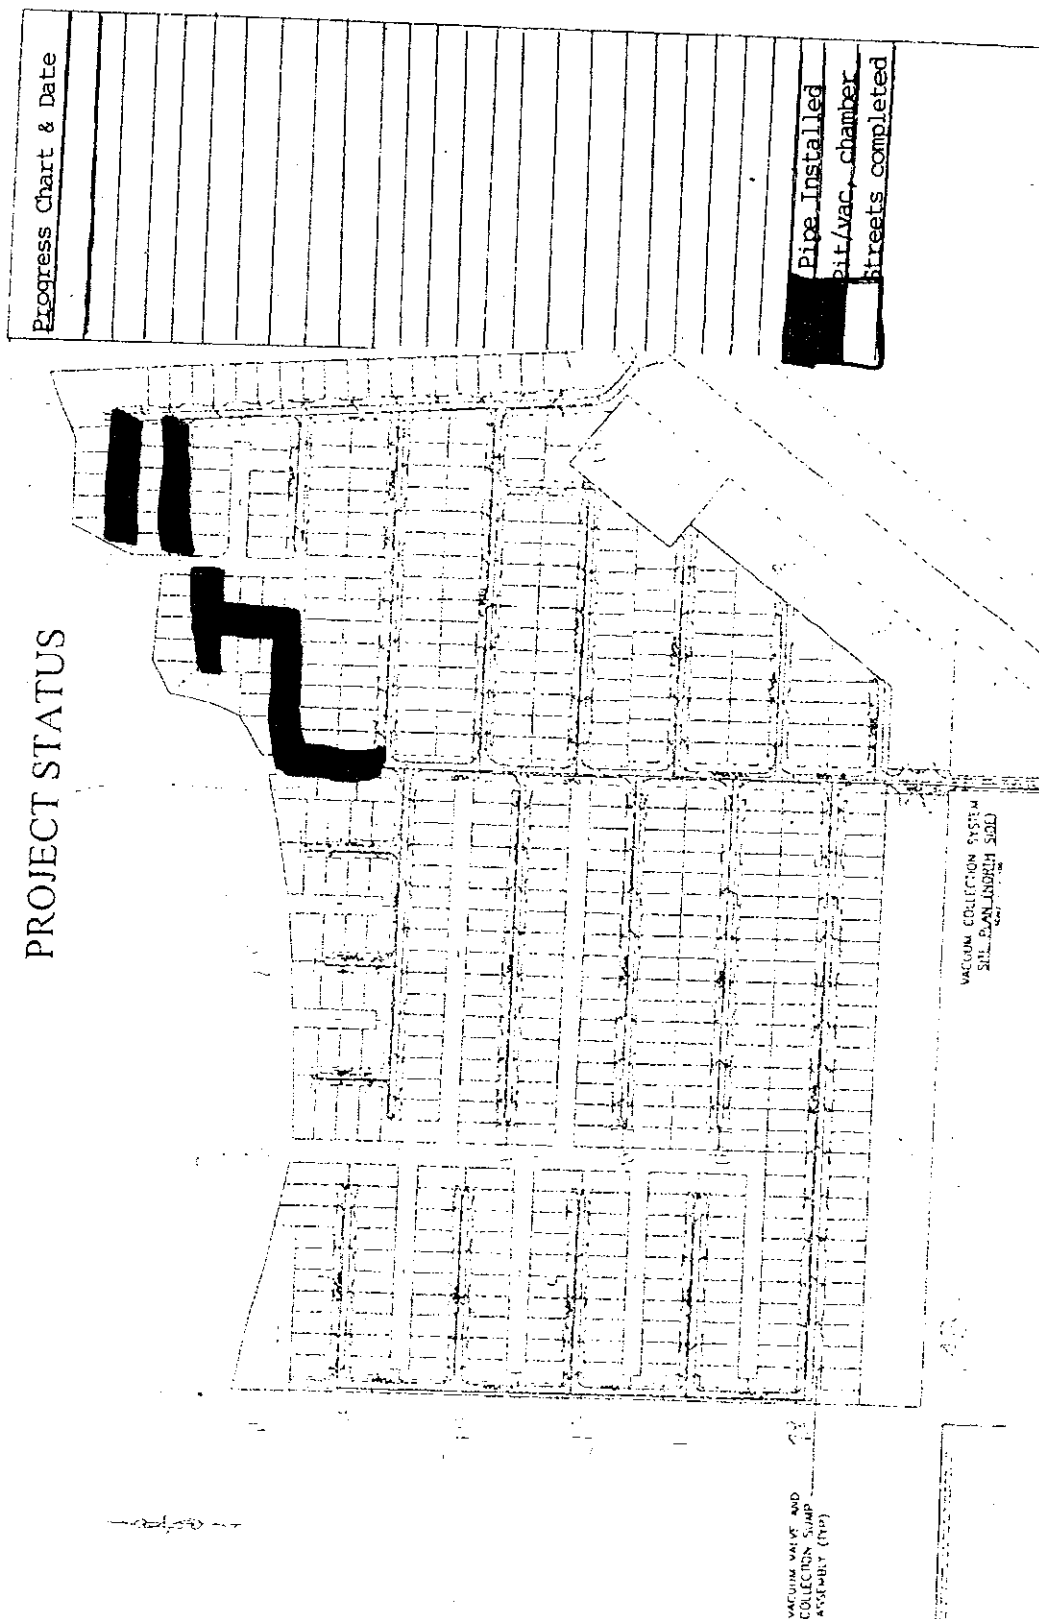 PROJECT STATUS
Progress Chart & Date
Pipe Installed
Pit/vac, chamber
Streets completed
VACUUM COLLECTION SYSTEM
SITE PLAN (NORTH SIDE)
VACUUM VALVE AND
COLLECTION SUMP
ASSEMBLY (TYP)